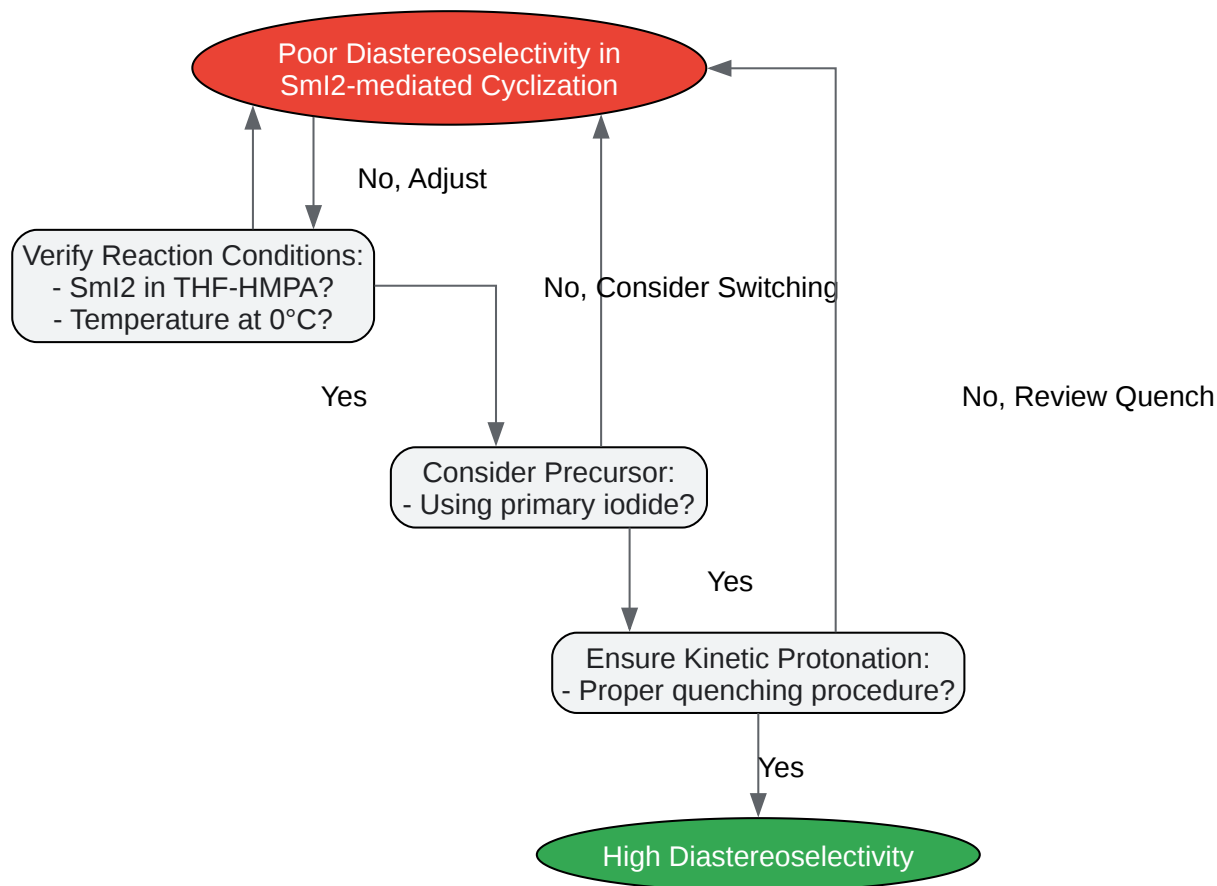 Poor Diastereoselectivity in
SmI2-mediated Cyclization
No, Adjust
Verify Reaction Conditions:
- SmI2 in THF-HMPA?
- Temperature at 0°C?
No, Consider Switching
Yes
No, Review Quench
Consider Precursor:
- Using primary iodide?
Yes
Ensure Kinetic Protonation:
- Proper quenching procedure?
Yes
High Diastereoselectivity